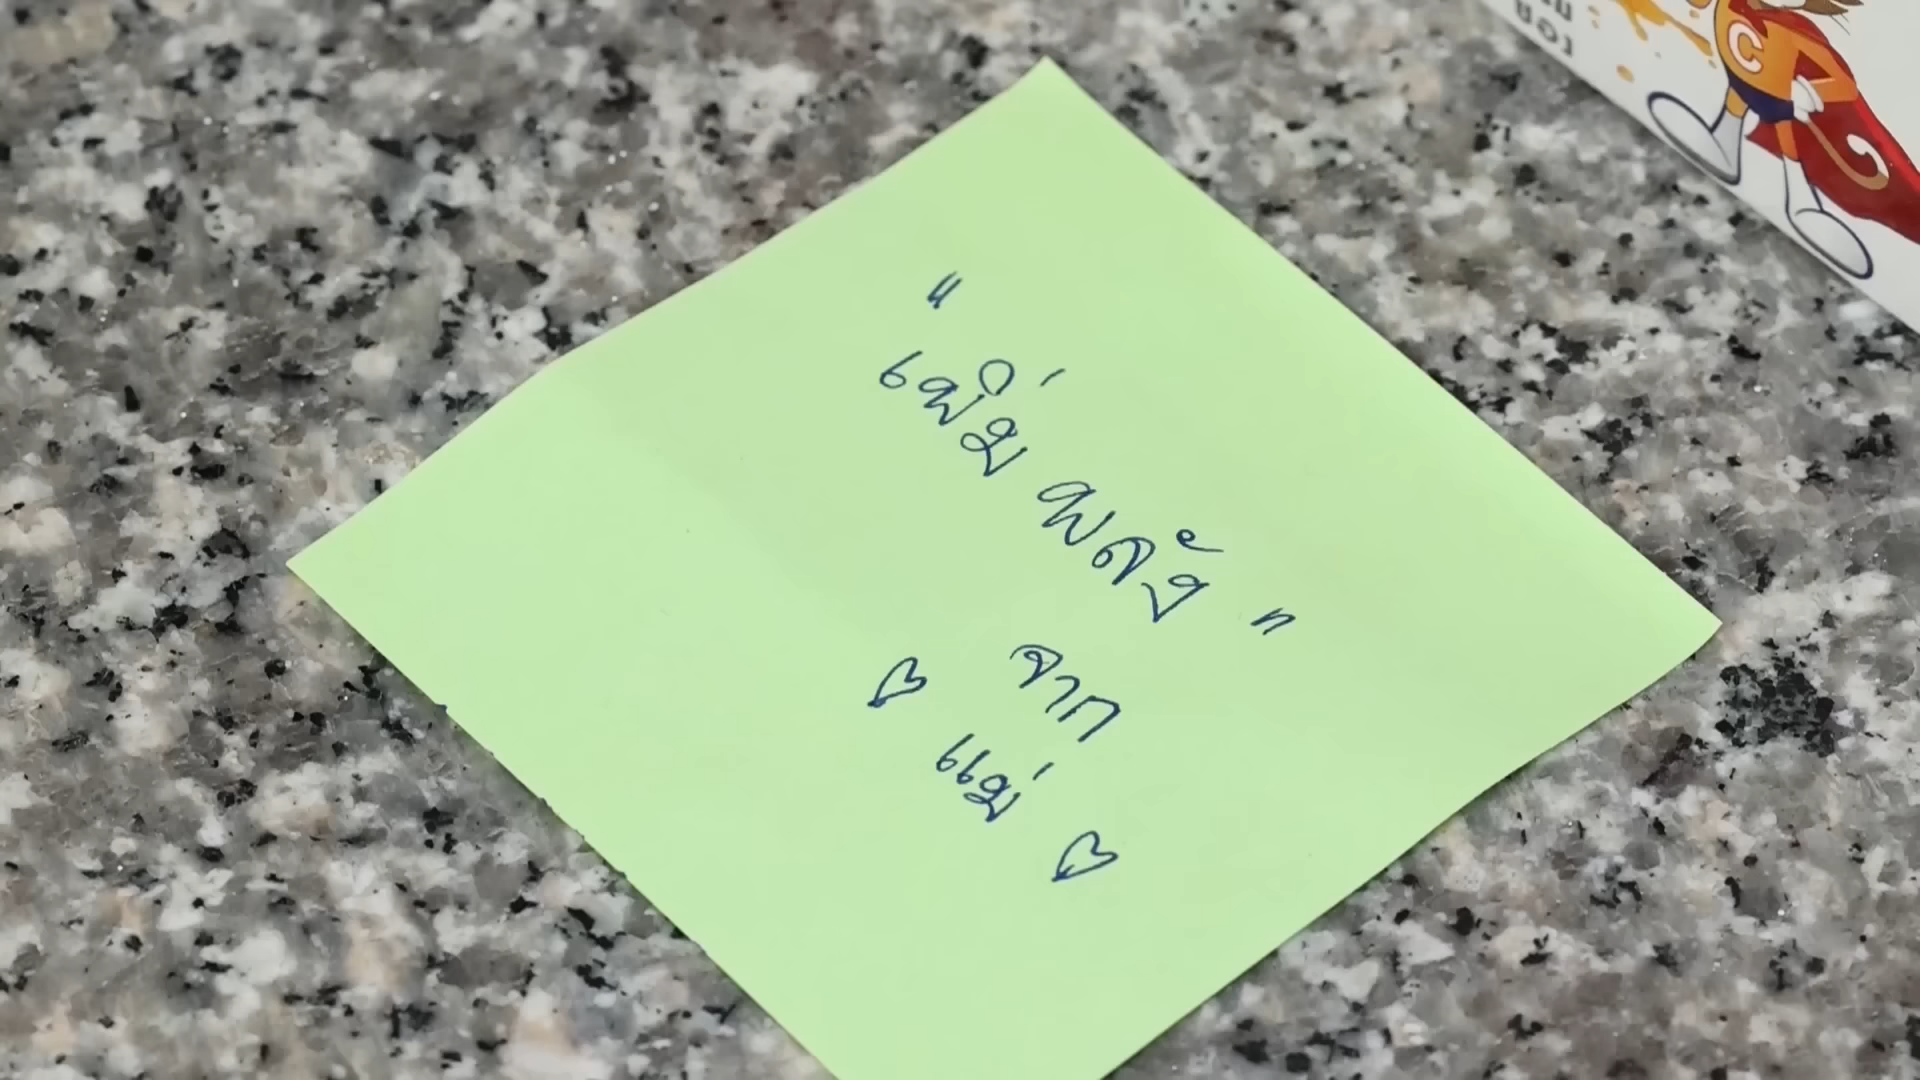 " เพิ่ม พลัง "
จาก
♡ แม่ ♡
C